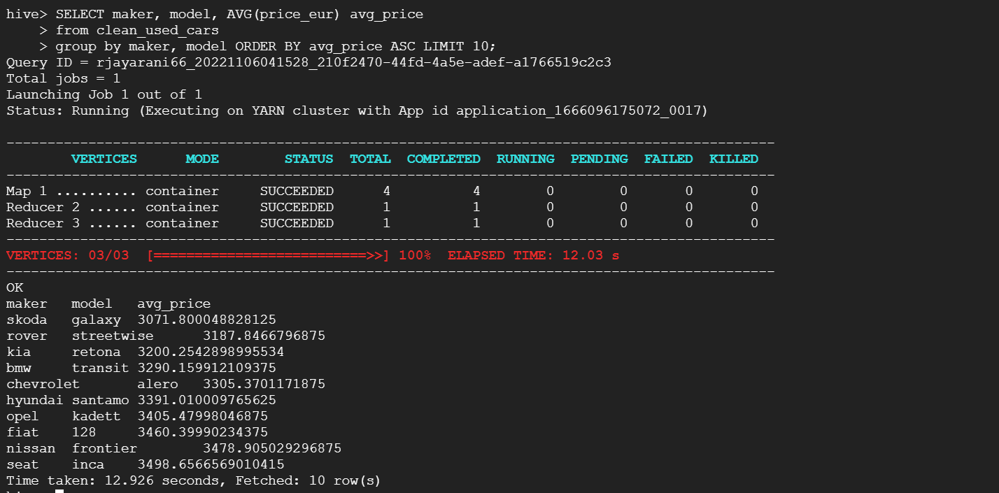 hive> SELECT maker, model, AVG(price_eur) avg_price
    > from clean_used_cars
    > group by maker, model ORDER BY avg_price ASC LIMIT 10;
Query ID = rjayarani66_20221106041528_210f2470-44fd-4a5e-adef-a1766519c2c3
Total jobs = 1
Launching Job 1 out of 1
Status: Running (Executing on YARN cluster with App id application_1666096175072_0017)
----------------------------------------------------------------------------------------------
        VERTICES      MODE        STATUS  TOTAL  COMPLETED  RUNNING  PENDING  FAILED  KILLED
----------------------------------------------------------------------------------------------
Map 1 .......... container     SUCCEEDED      4          4        0        0       0       0
Reducer 2 ...... container     SUCCEEDED      1          1        0        0       0       0
Reducer 3 ...... container     SUCCEEDED      1          1        0        0       0       0
----------------------------------------------------------------------------------------------
VERTICES: 03/03  [==========================>>] 100%  ELAPSED TIME: 12.03 s
----------------------------------------------------------------------------------------------
OK
maker   model   avg_price
skoda   galaxy  3071.800048828125
rover   streetwise      3187.8466796875
kia     retona  3200.2542898995534
bmw     transit 3290.159912109375
chevrolet       alero   3305.3701171875
hyundai santamo 3391.010009765625
opel    kadett  3405.47998046875
fiat    128     3460.39990234375
nissan  frontier        3478.905029296875
seat    inca    3498.6566569010415
Time taken: 12.926 seconds, Fetched: 10 row(s)